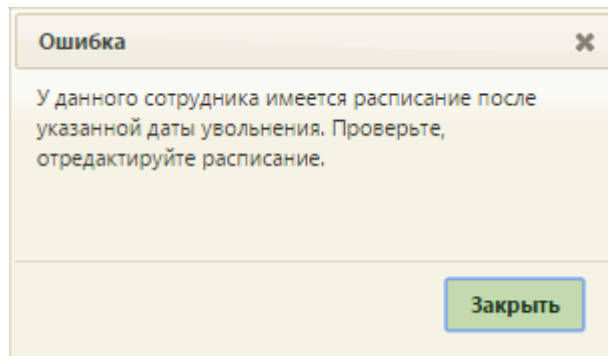 Ошибка
У данного сотрудника имеется расписание после
указанной даты увольнения. Проверьте,
отредактируйте расписание.
Закрыть